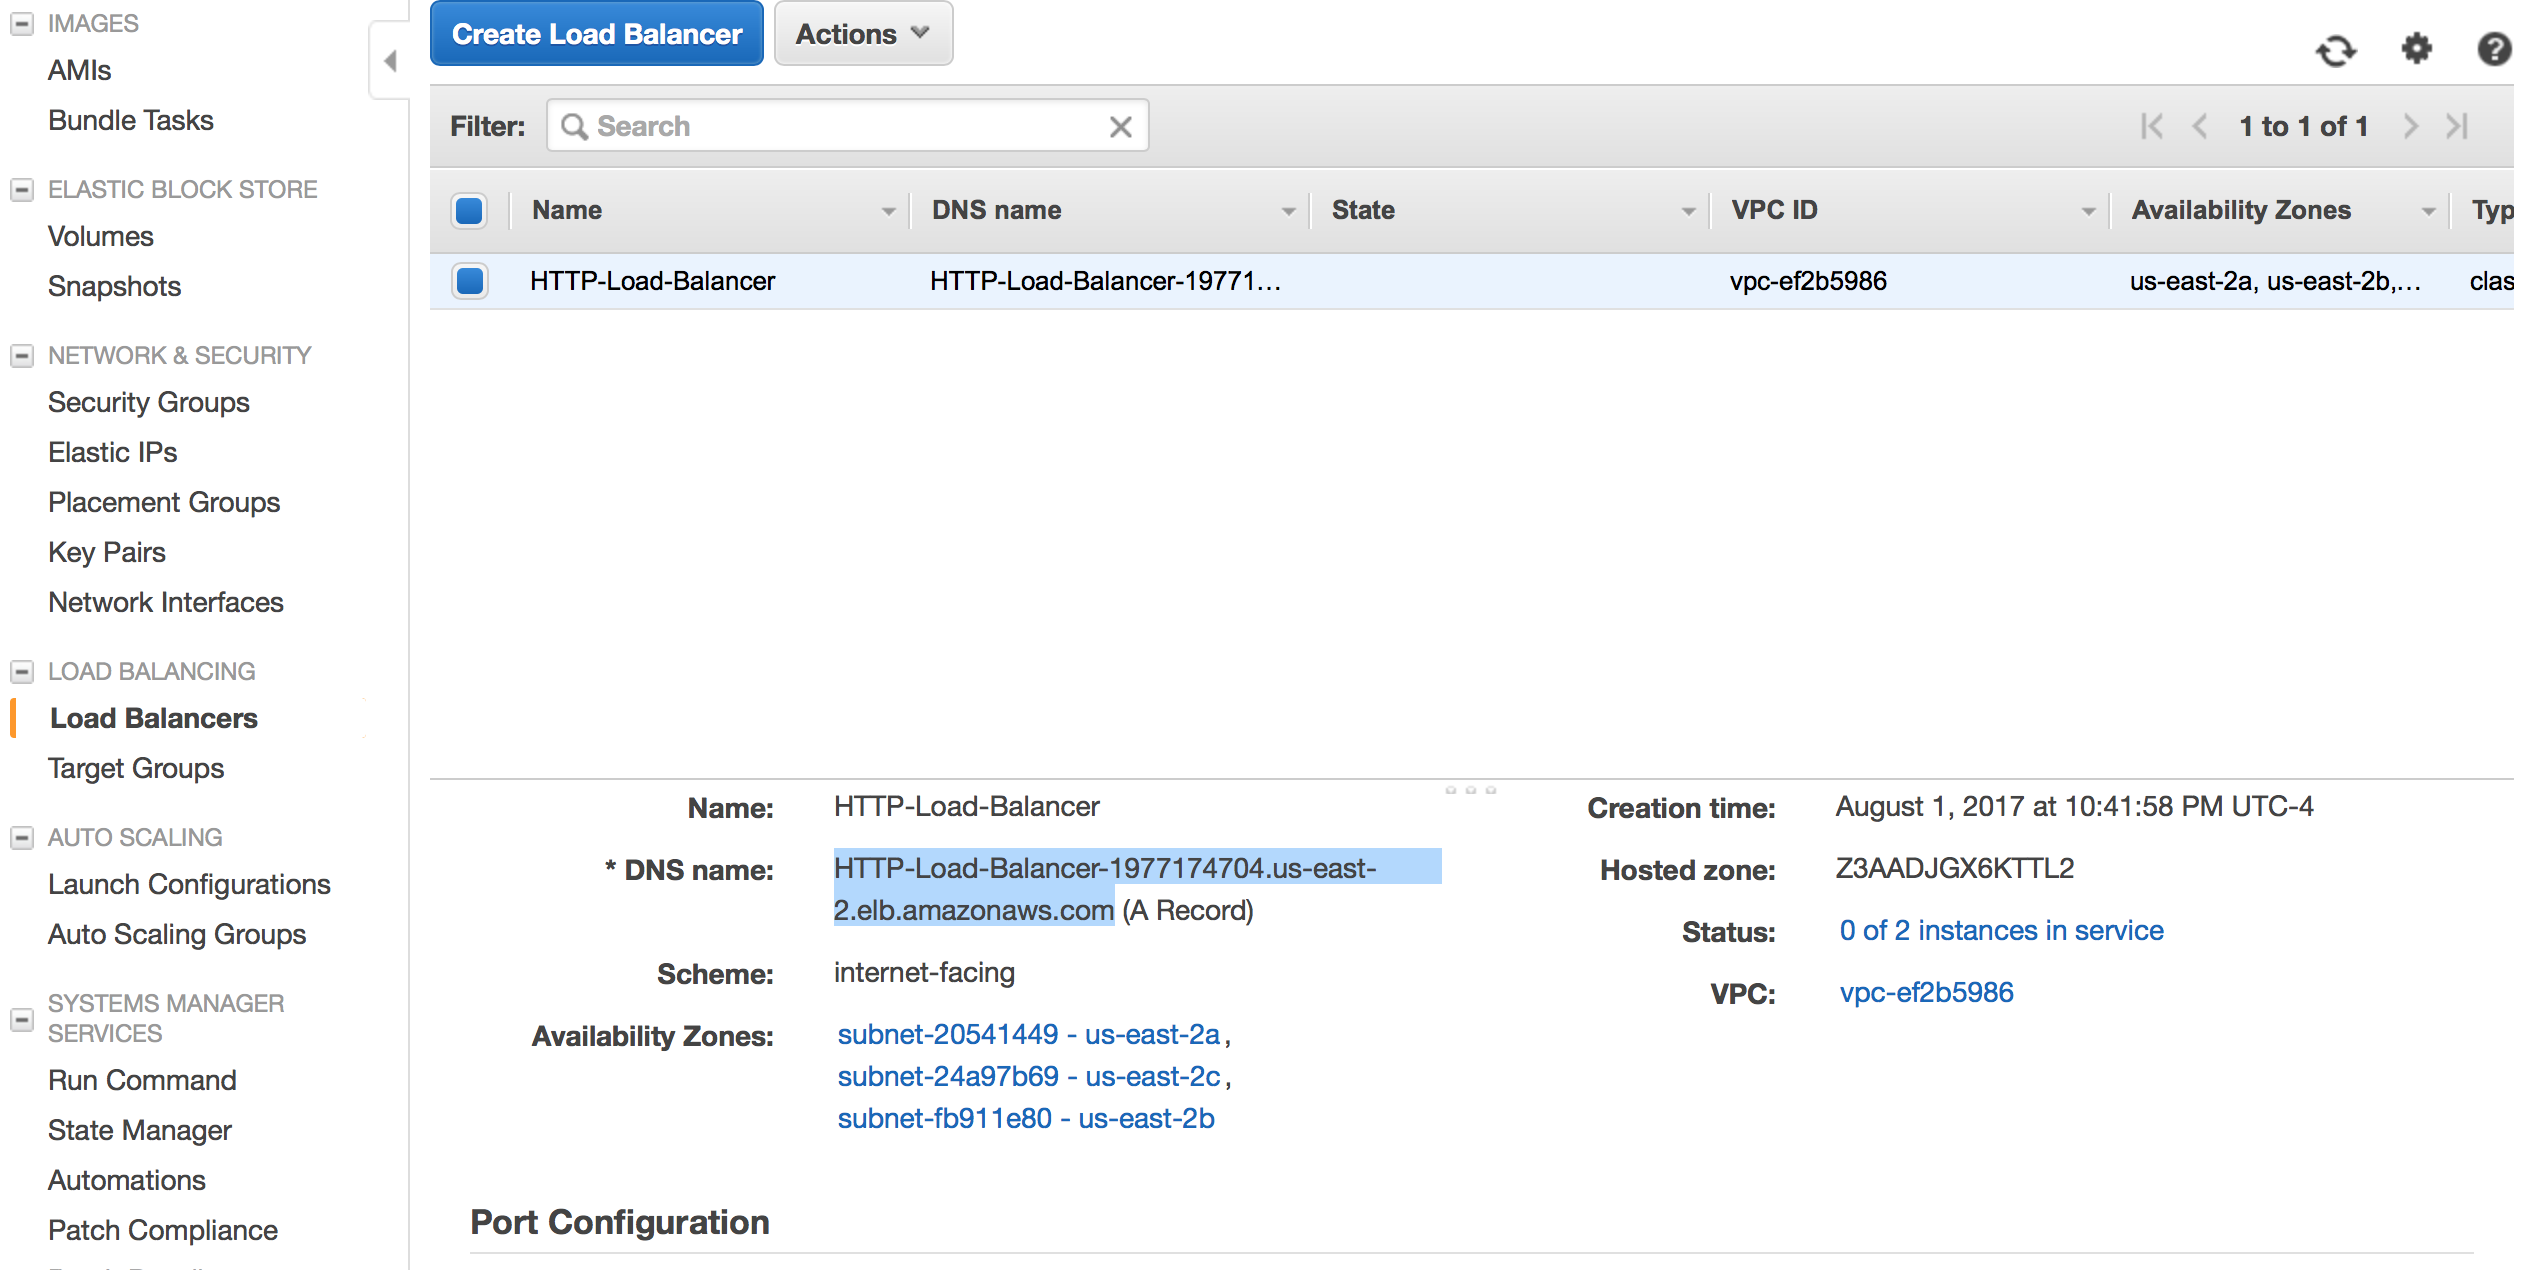 IMAGES
AMIs
Bundle Tasks
ELASTIC BLOCK STORE
Volumes
Snapshots
NETWORK & SECURITY
Security Groups
Elastic IPs
Placement Groups
Key Pairs
Network Interfaces
LOAD BALANCING
Load Balancers
Target Groups
AUTO SCALING
Launch Configurations
Auto Scaling Groups
SYSTEMS MANAGER
SERVICES
Run Command
State Manager
Automations
Patch Compliance
Create Load Balancer Actions
Filter: Search 1 to 1 of 1
Name DNS name State VPC ID Availability Zones Typ
HTTP-Load-Balancer HTTP-Load-Balancer-19771... vpc-ef2b5986 us-east-2a, us-east-2b,... clas
Name: HTTP-Load-Balancer
* DNS name: HTTP-Load-Balancer-1977174704.us-east-
2.elb.amazonaws.com (A Record)
Scheme: internet-facing
Availability Zones: subnet-20541449 - us-east-2a,
subnet-24a97b69 - us-east-2c,
subnet-fb911e80 - us-east-2b
Creation time: August 1, 2017 at 10:41:58 PM UTC-4
Hosted zone: Z3AADJGX6KTTL2
Status: 0 of 2 instances in service
VPC: vpc-ef2b5986
Port Configuration